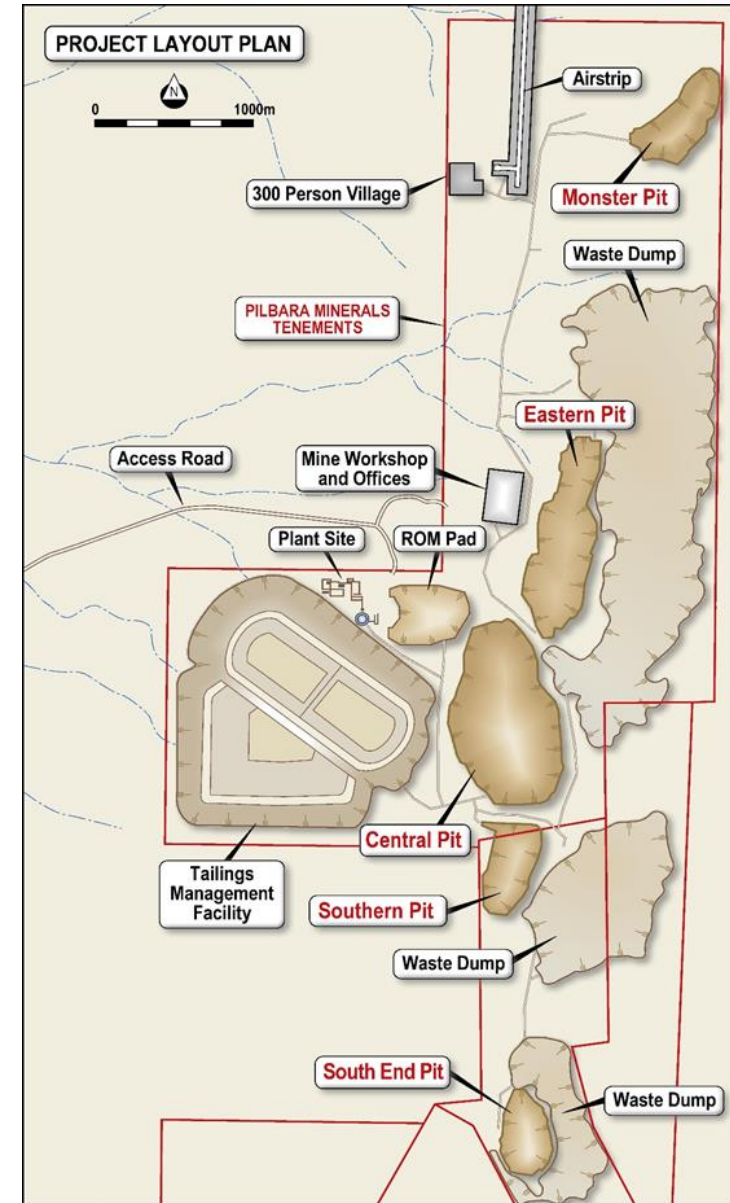 PROJECT LAYOUT PLAN
N
0 1000m
Airstrip
300 Person Village
Monster Pit
Waste Dump
PILBARA MINERALS
TENEMENTS
Eastern Pit
Access Road
Mine Workshop
and Offices
Plant Site
ROM Pad
Central Pit
Tailings
Management
Facility
Southern Pit
Waste Dump
South End Pit
Waste Dump